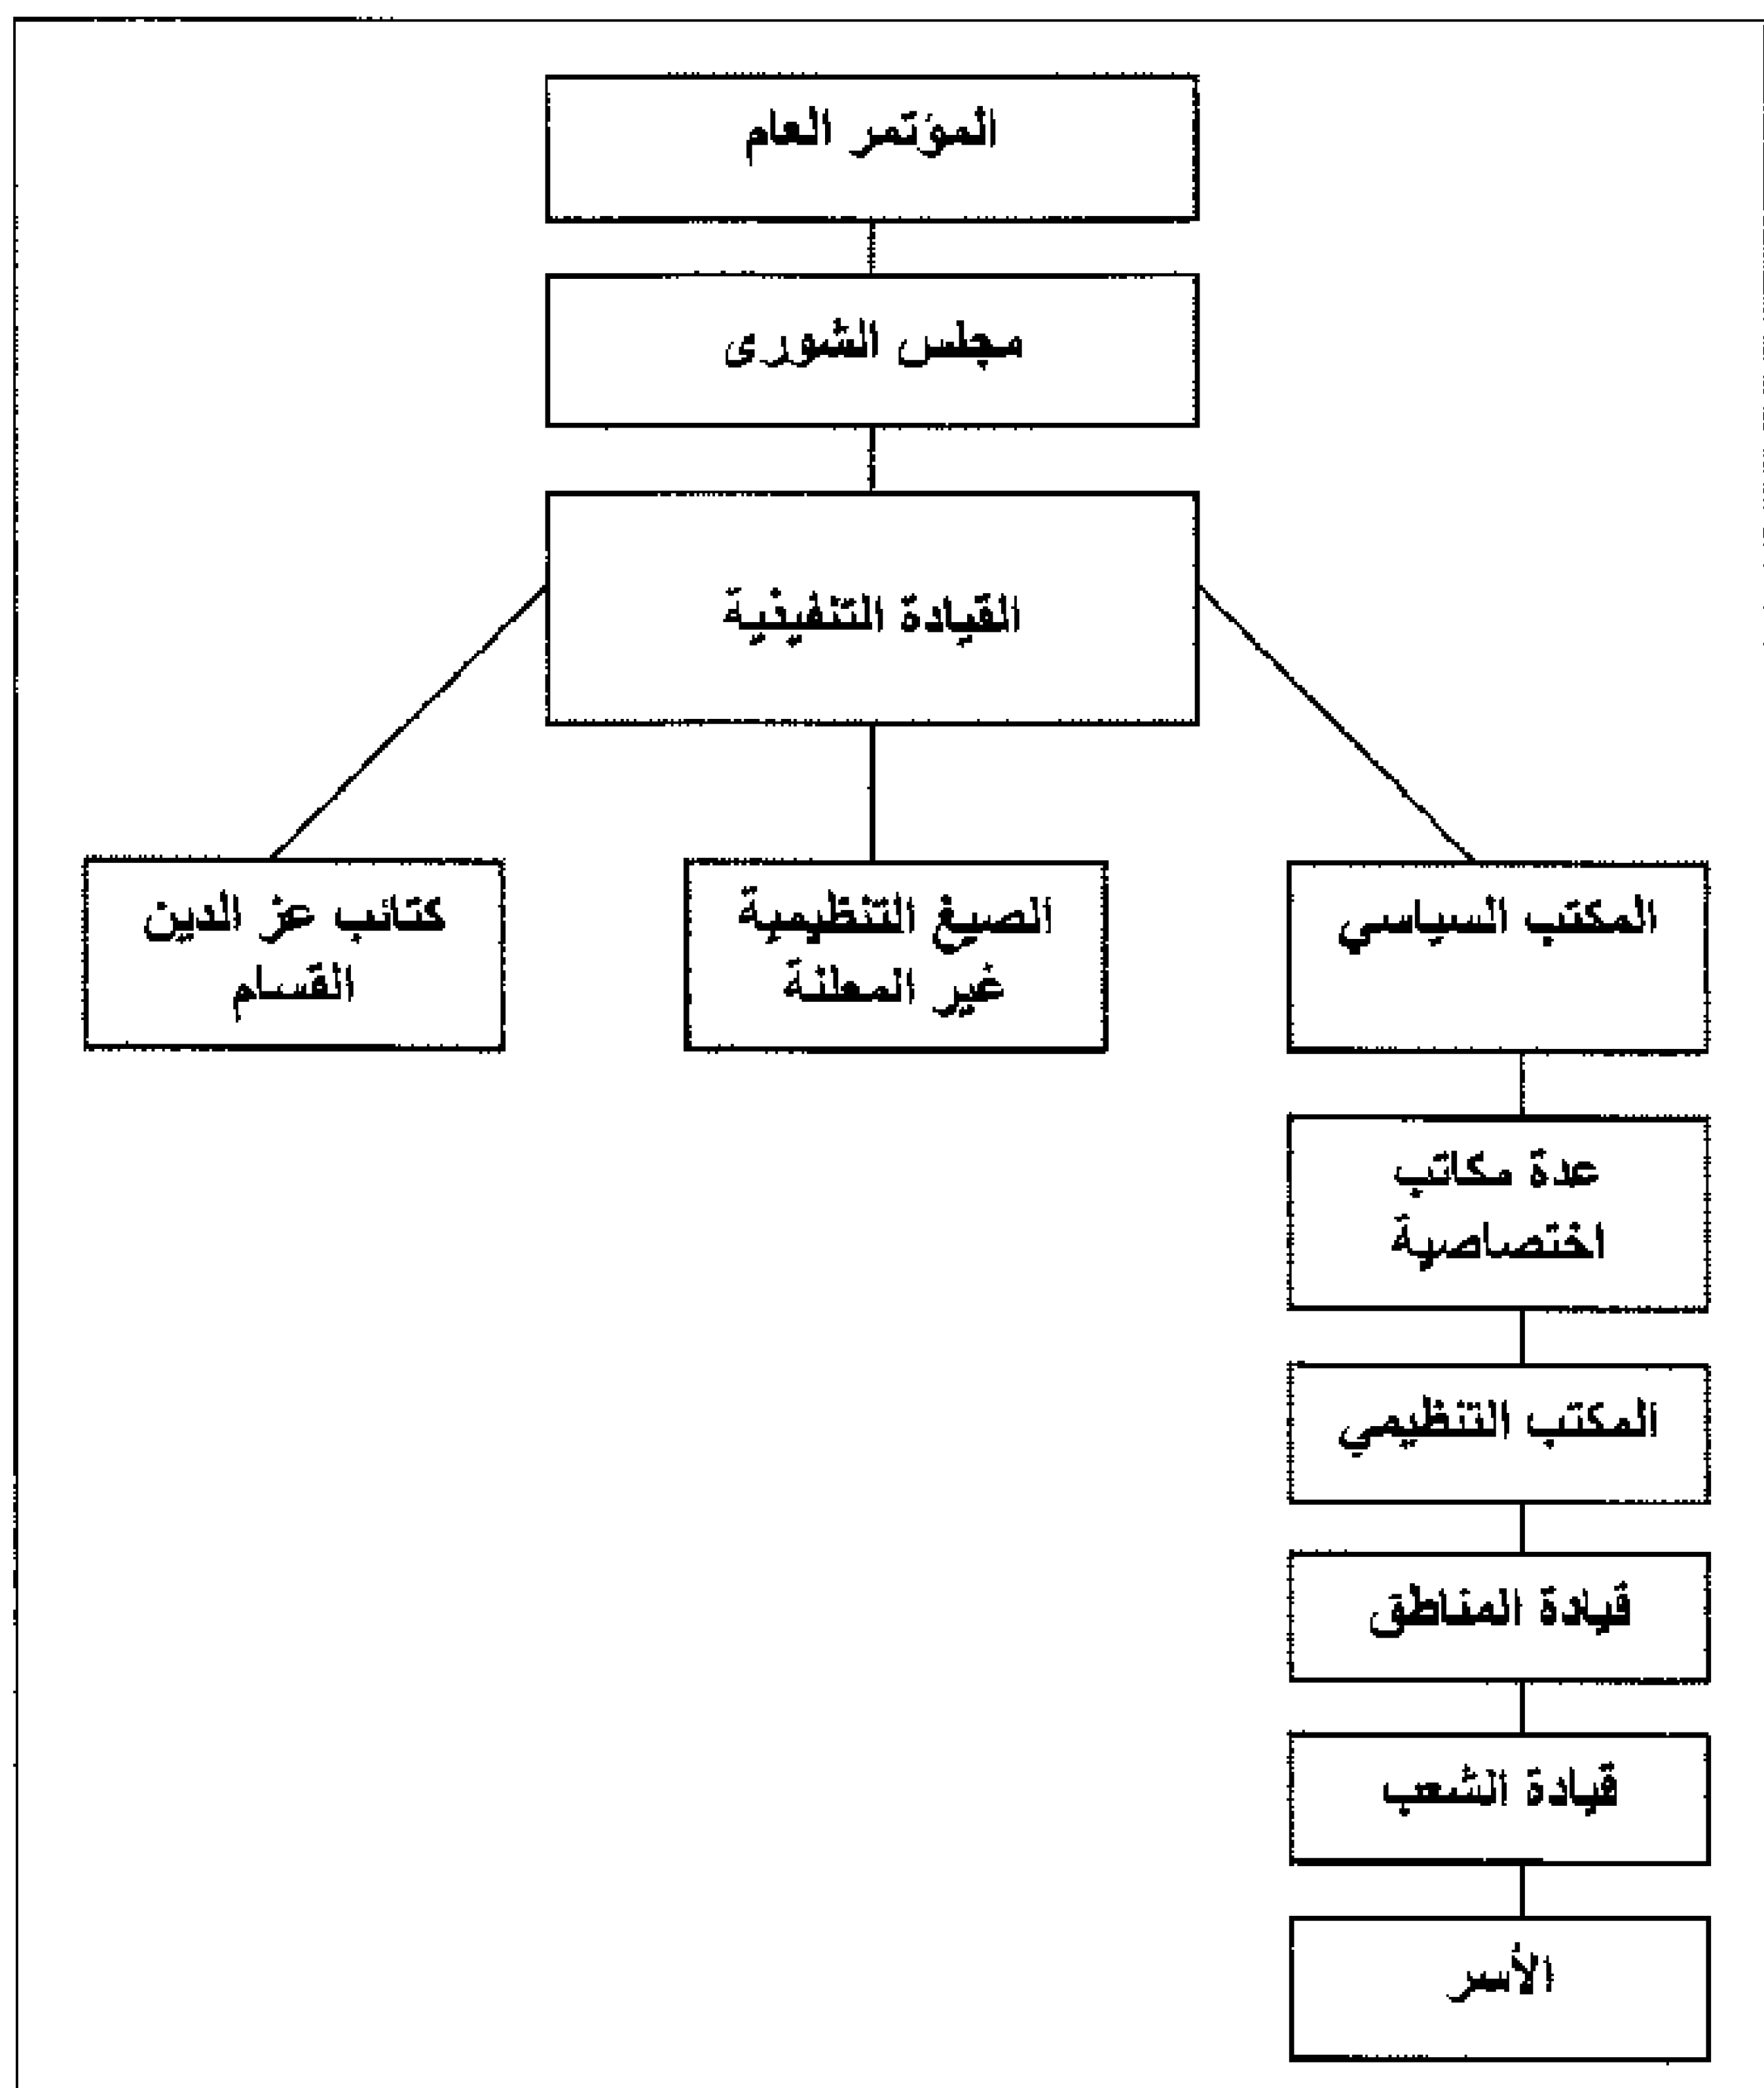 المؤتمر العام
مجلس الشورى
القيادة التنفيذية
المكتب السياسي
الصيغ التنظيمية
غير المعلنة
كتائب عز الدين
القسام
عدة مكاتب
اختصاصية
المكتب التنظيمي
قيادة المناطق
قيادة الشعب
الأسر